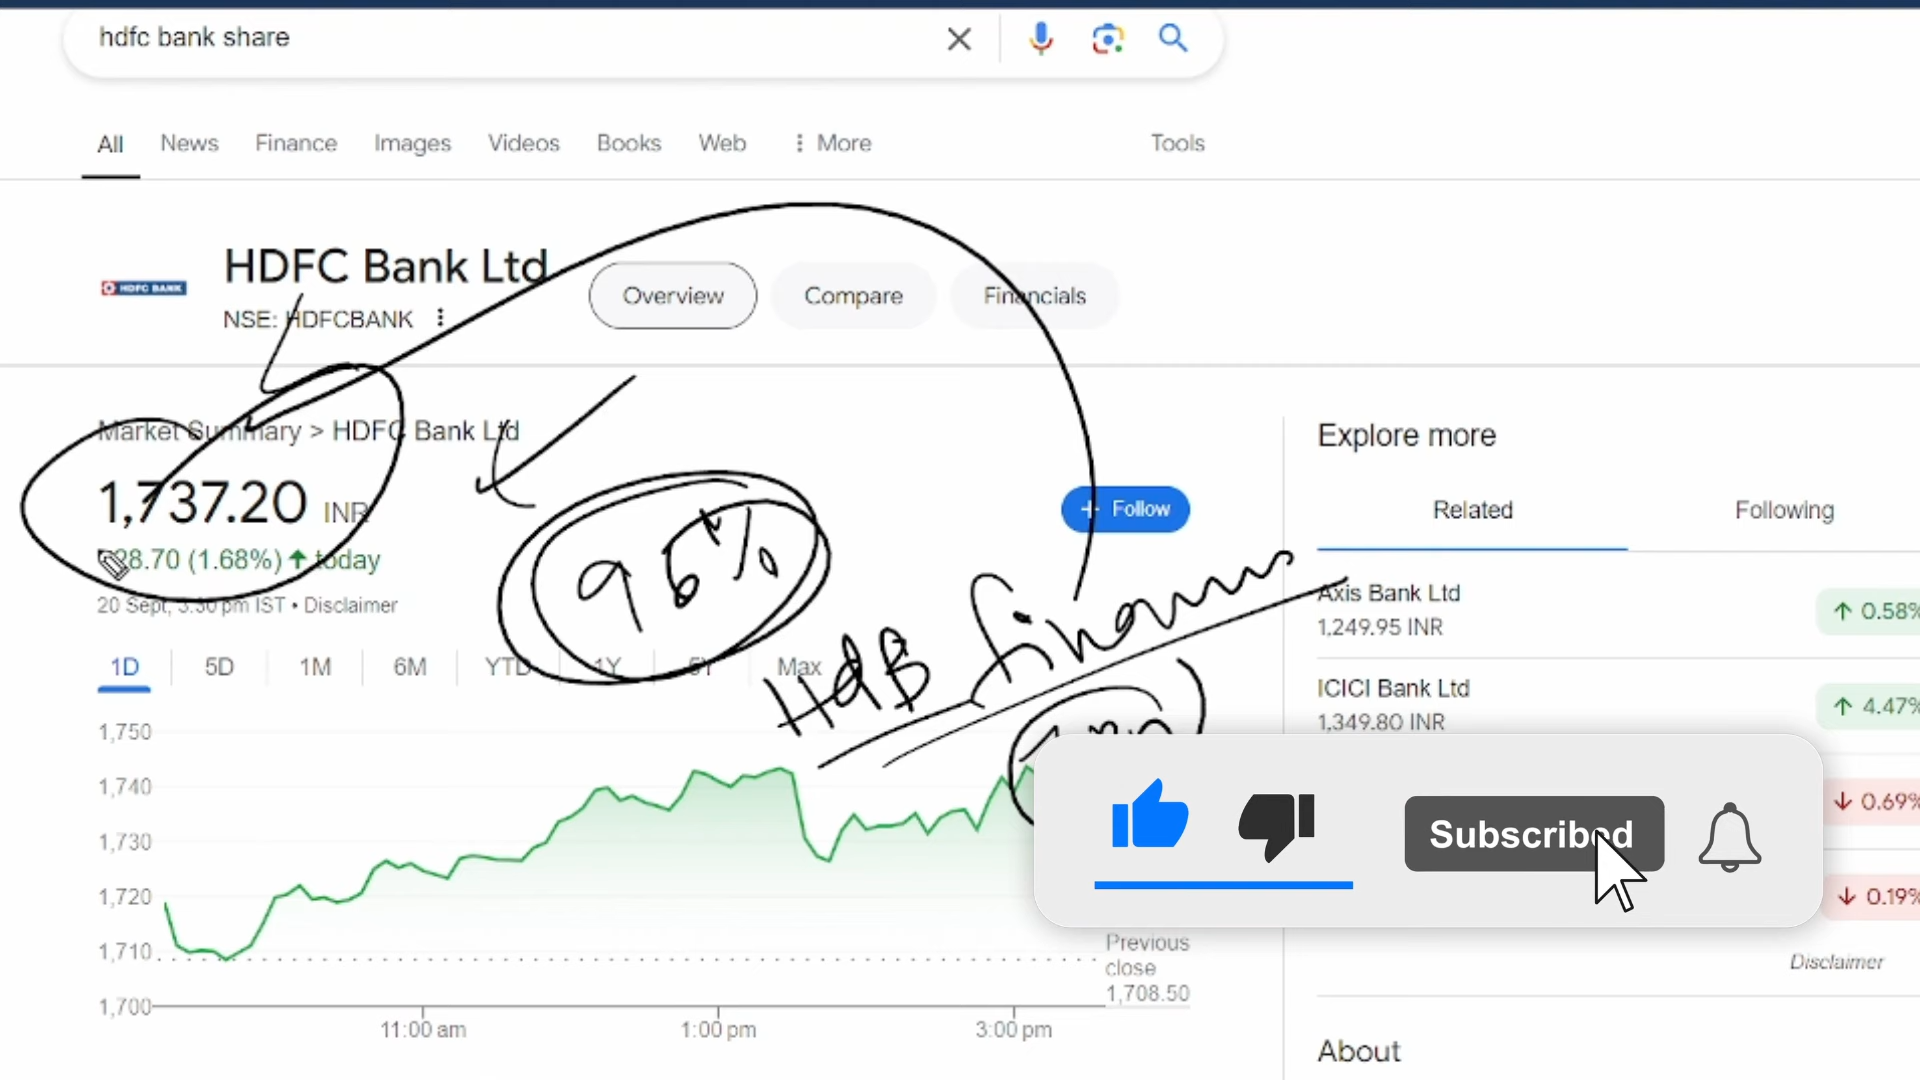 hdfc bank share
All News Finance Images Videos Books Web More Tools
HDFC Bank Ltd
HDFC BANK
NSE: HDFCBANK
Overview Compare Financials
Market Summary > HDFC Bank Ltd
1,737.20 INR
28.70 (1.68%) today
20 Sept, 3:30 pm IST • Disclaimer
+ Follow
95%
HdB finance
1D 5D 1M 6M YTD 1Y 5Y Max
1,750
1,740
1,730
1,720
1,710
1,700
11:00 am 1:00 pm 3:00 pm
Previous
close
1,708.50
Explore more
Related Following
Axis Bank Ltd
1,249.95 INR
0.58%
ICICI Bank Ltd
1,349.80 INR
4.47%
0.69%
0.19%
Subscribed
Disclaimer
About